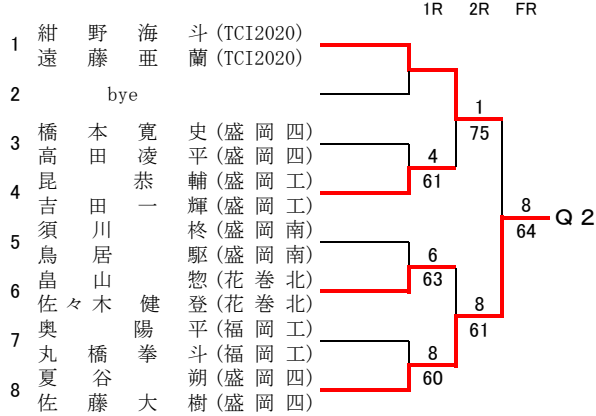 1R 2R FR
1 紺野海斗(TCI2020)
遠藤亜蘭(TCI2020)
2 bye
1
75
3 橋本寛史(盛岡四)
高田凌平(盛岡四)
4
61
4 昆恭輔(盛岡工)
吉田一輝(盛岡工)
8
64
Q2
5 須川柊(盛岡南)
鳥居駆(盛岡南)
6
63
6 畠山惣(花巻北)
佐々木健登(花巻北)
8
61
7 奥陽平(福岡工)
丸橋拳斗(福岡工)
8
60
8 夏谷朔(盛岡四)
佐藤大樹(盛岡四)